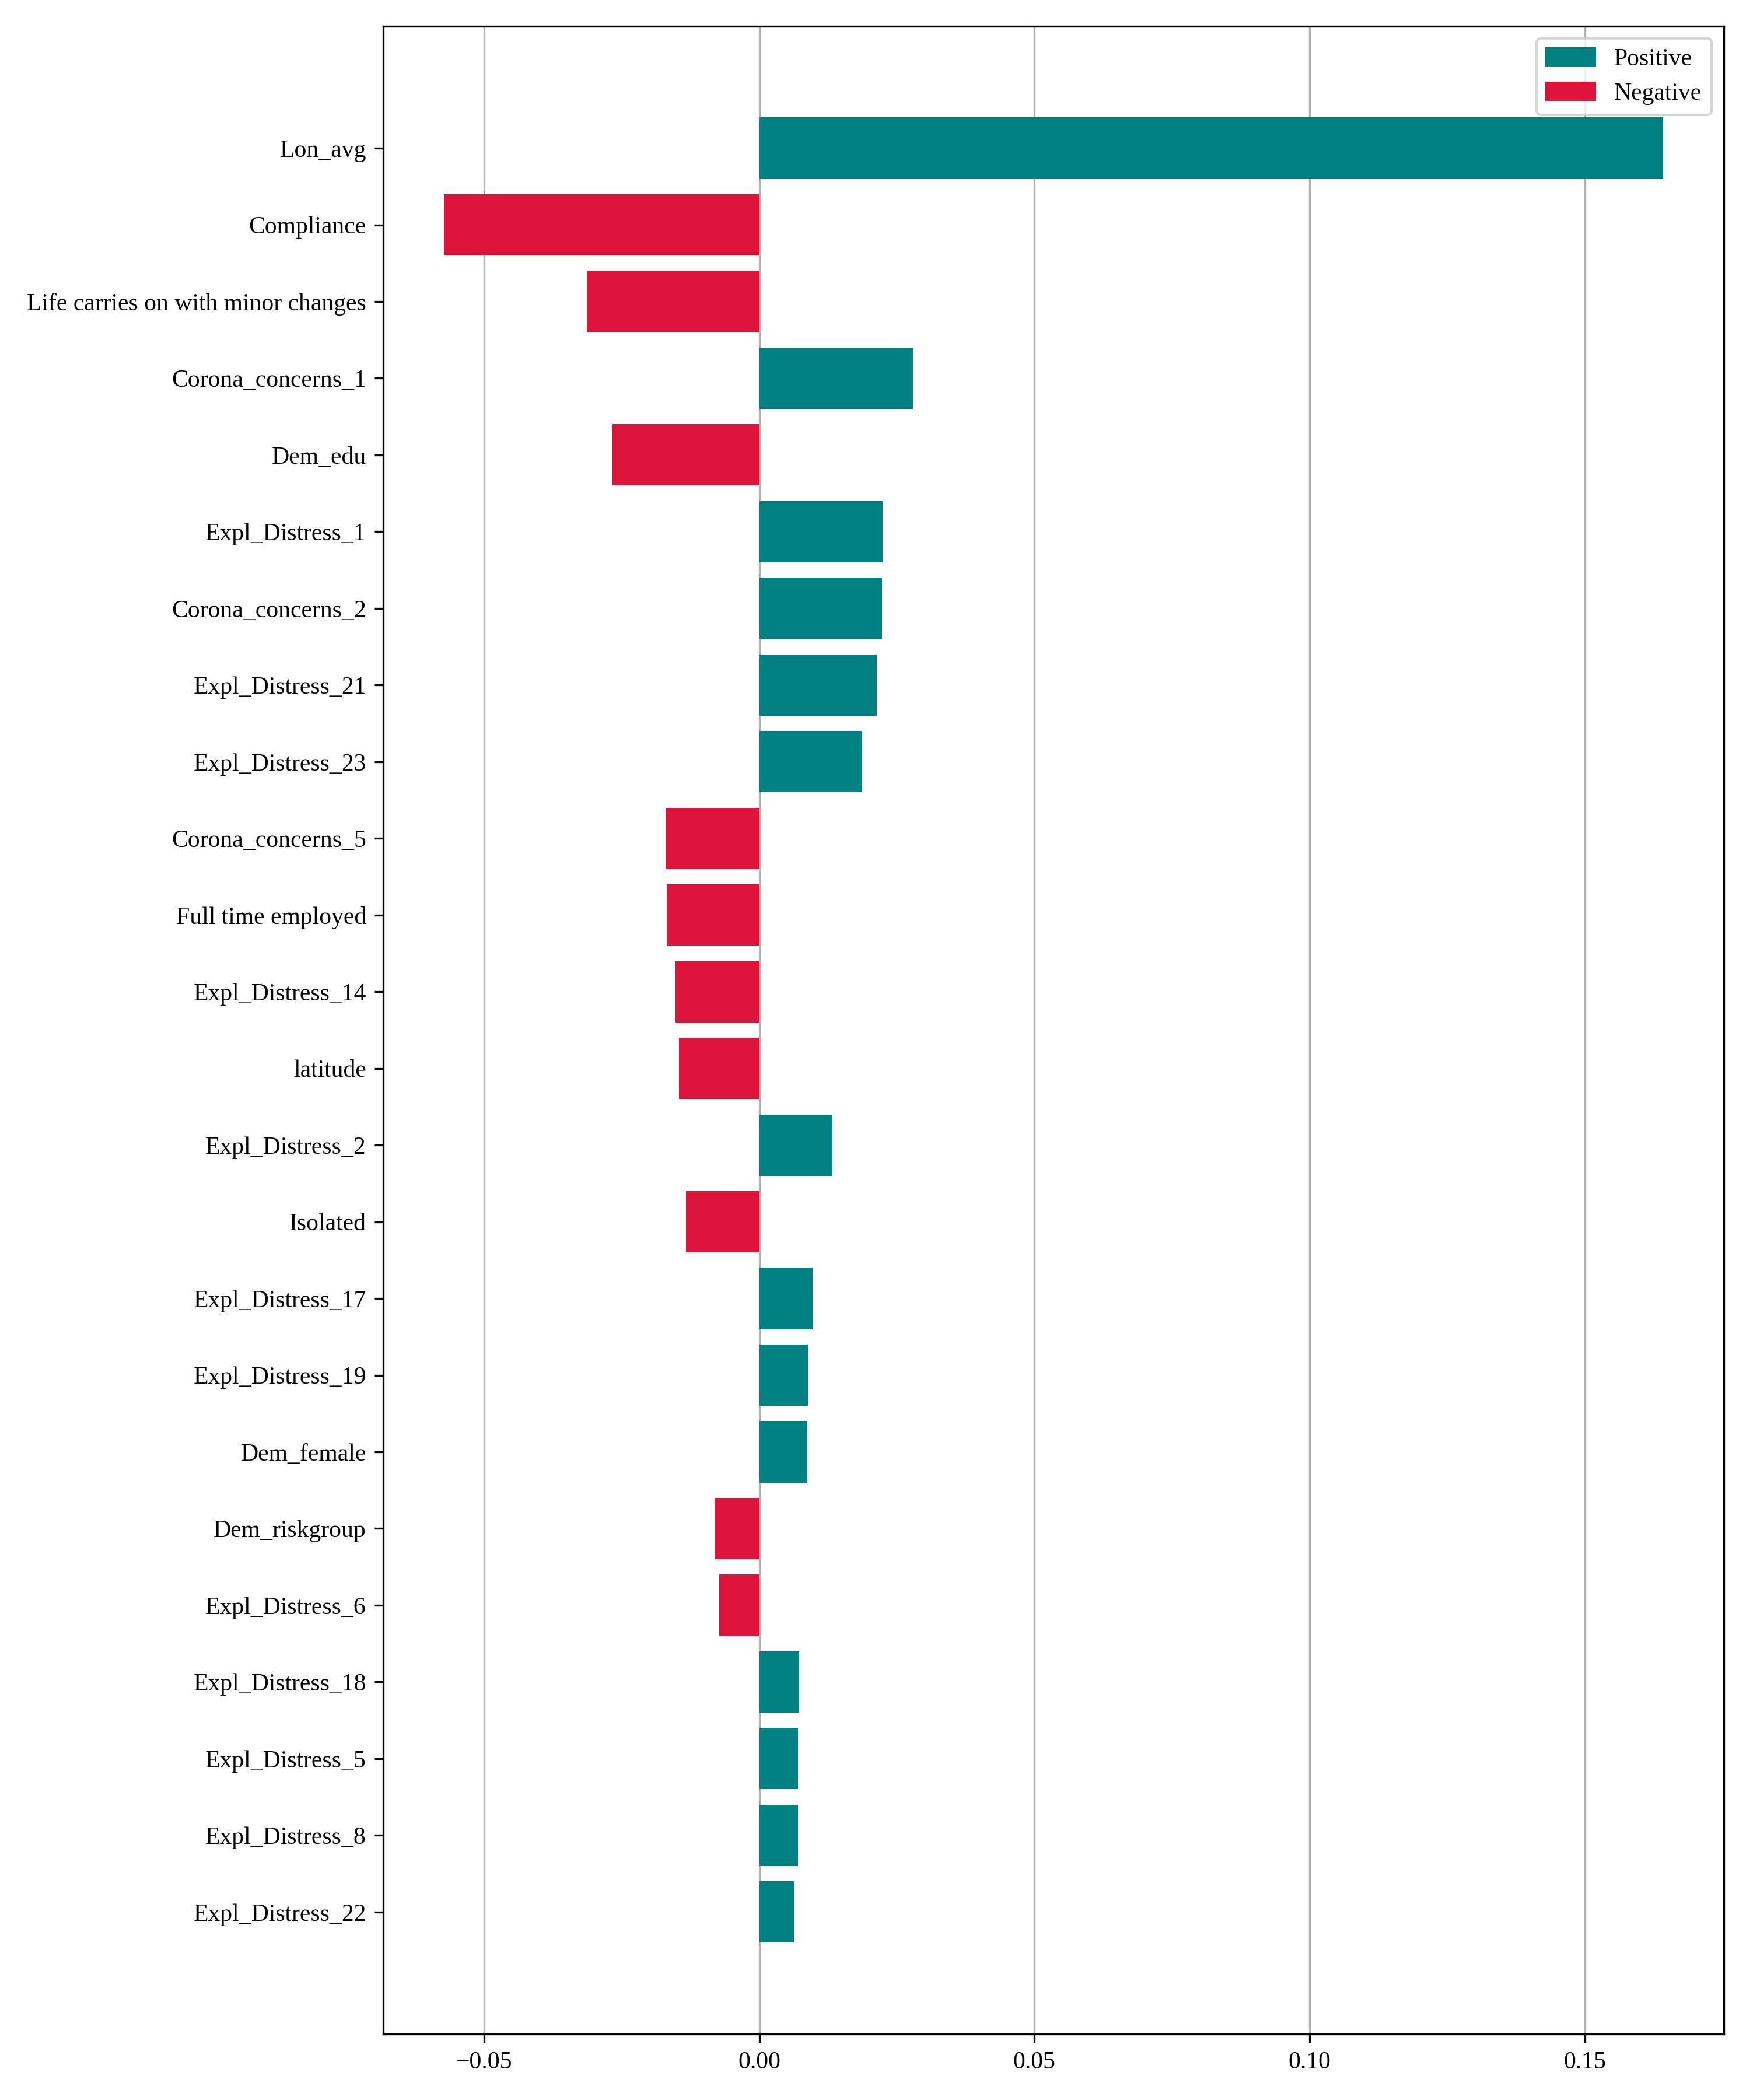 Positive
Negative
Lon_avg
Compliance
Life carries on with minor changes
Corona_concerns_1
Dem_edu
Expl_Distress_1
Corona_concerns_2
Expl_Distress_21
Expl_Distress_23
Corona_concerns_5
Full time employed
Expl_Distress_14
latitude
Expl_Distress_2
Isolated
Expl_Distress_17
Expl_Distress_19
Dem_female
Dem_riskgroup
Expl_Distress_6
Expl_Distress_18
Expl_Distress_5
Expl_Distress_8
Expl_Distress_22
−0.05 0.00 0.05 0.10 0.15